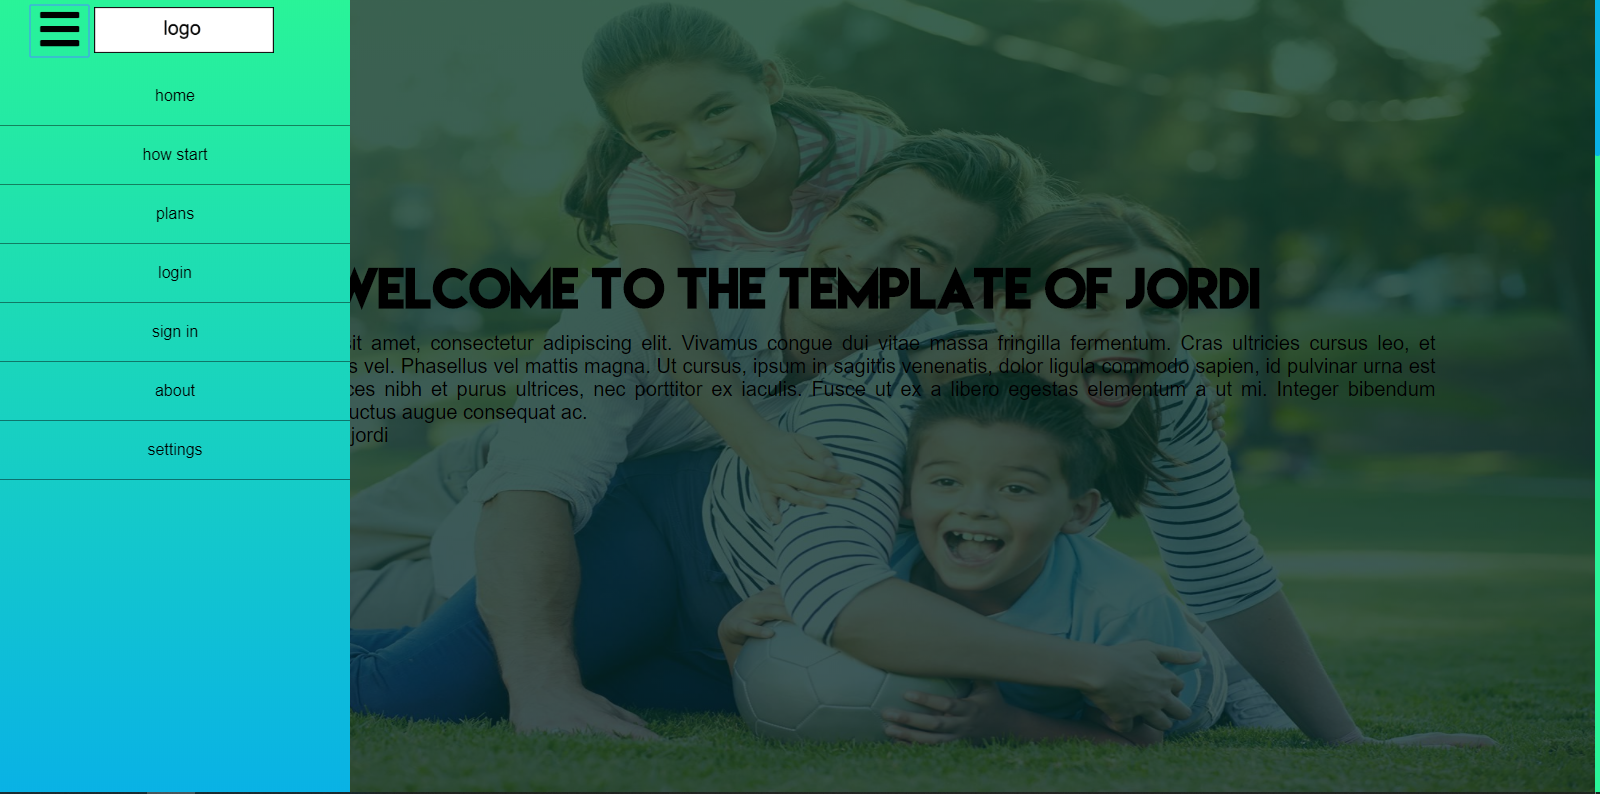 logo
home
how start
plans
login
sign in
about
settings
WELCOME TO THE TEMPLATE OF JORDI
sit amet, consectetur adipiscing elit. Vivamus congue dui vitae massa fringilla fermentum. Cras ultricies cursus leo, et
s vel. Phasellus vel mattis magna. Ut cursus, ipsum in sagittis venenatis, dolor ligula commodo sapien, id pulvinar urna est
ces nibh et purus ultrices, nec porttitor ex iaculis. Fusce ut ex a libero egestas elementum a ut mi. Integer bibendum
uctus augue consequat ac.
jordi